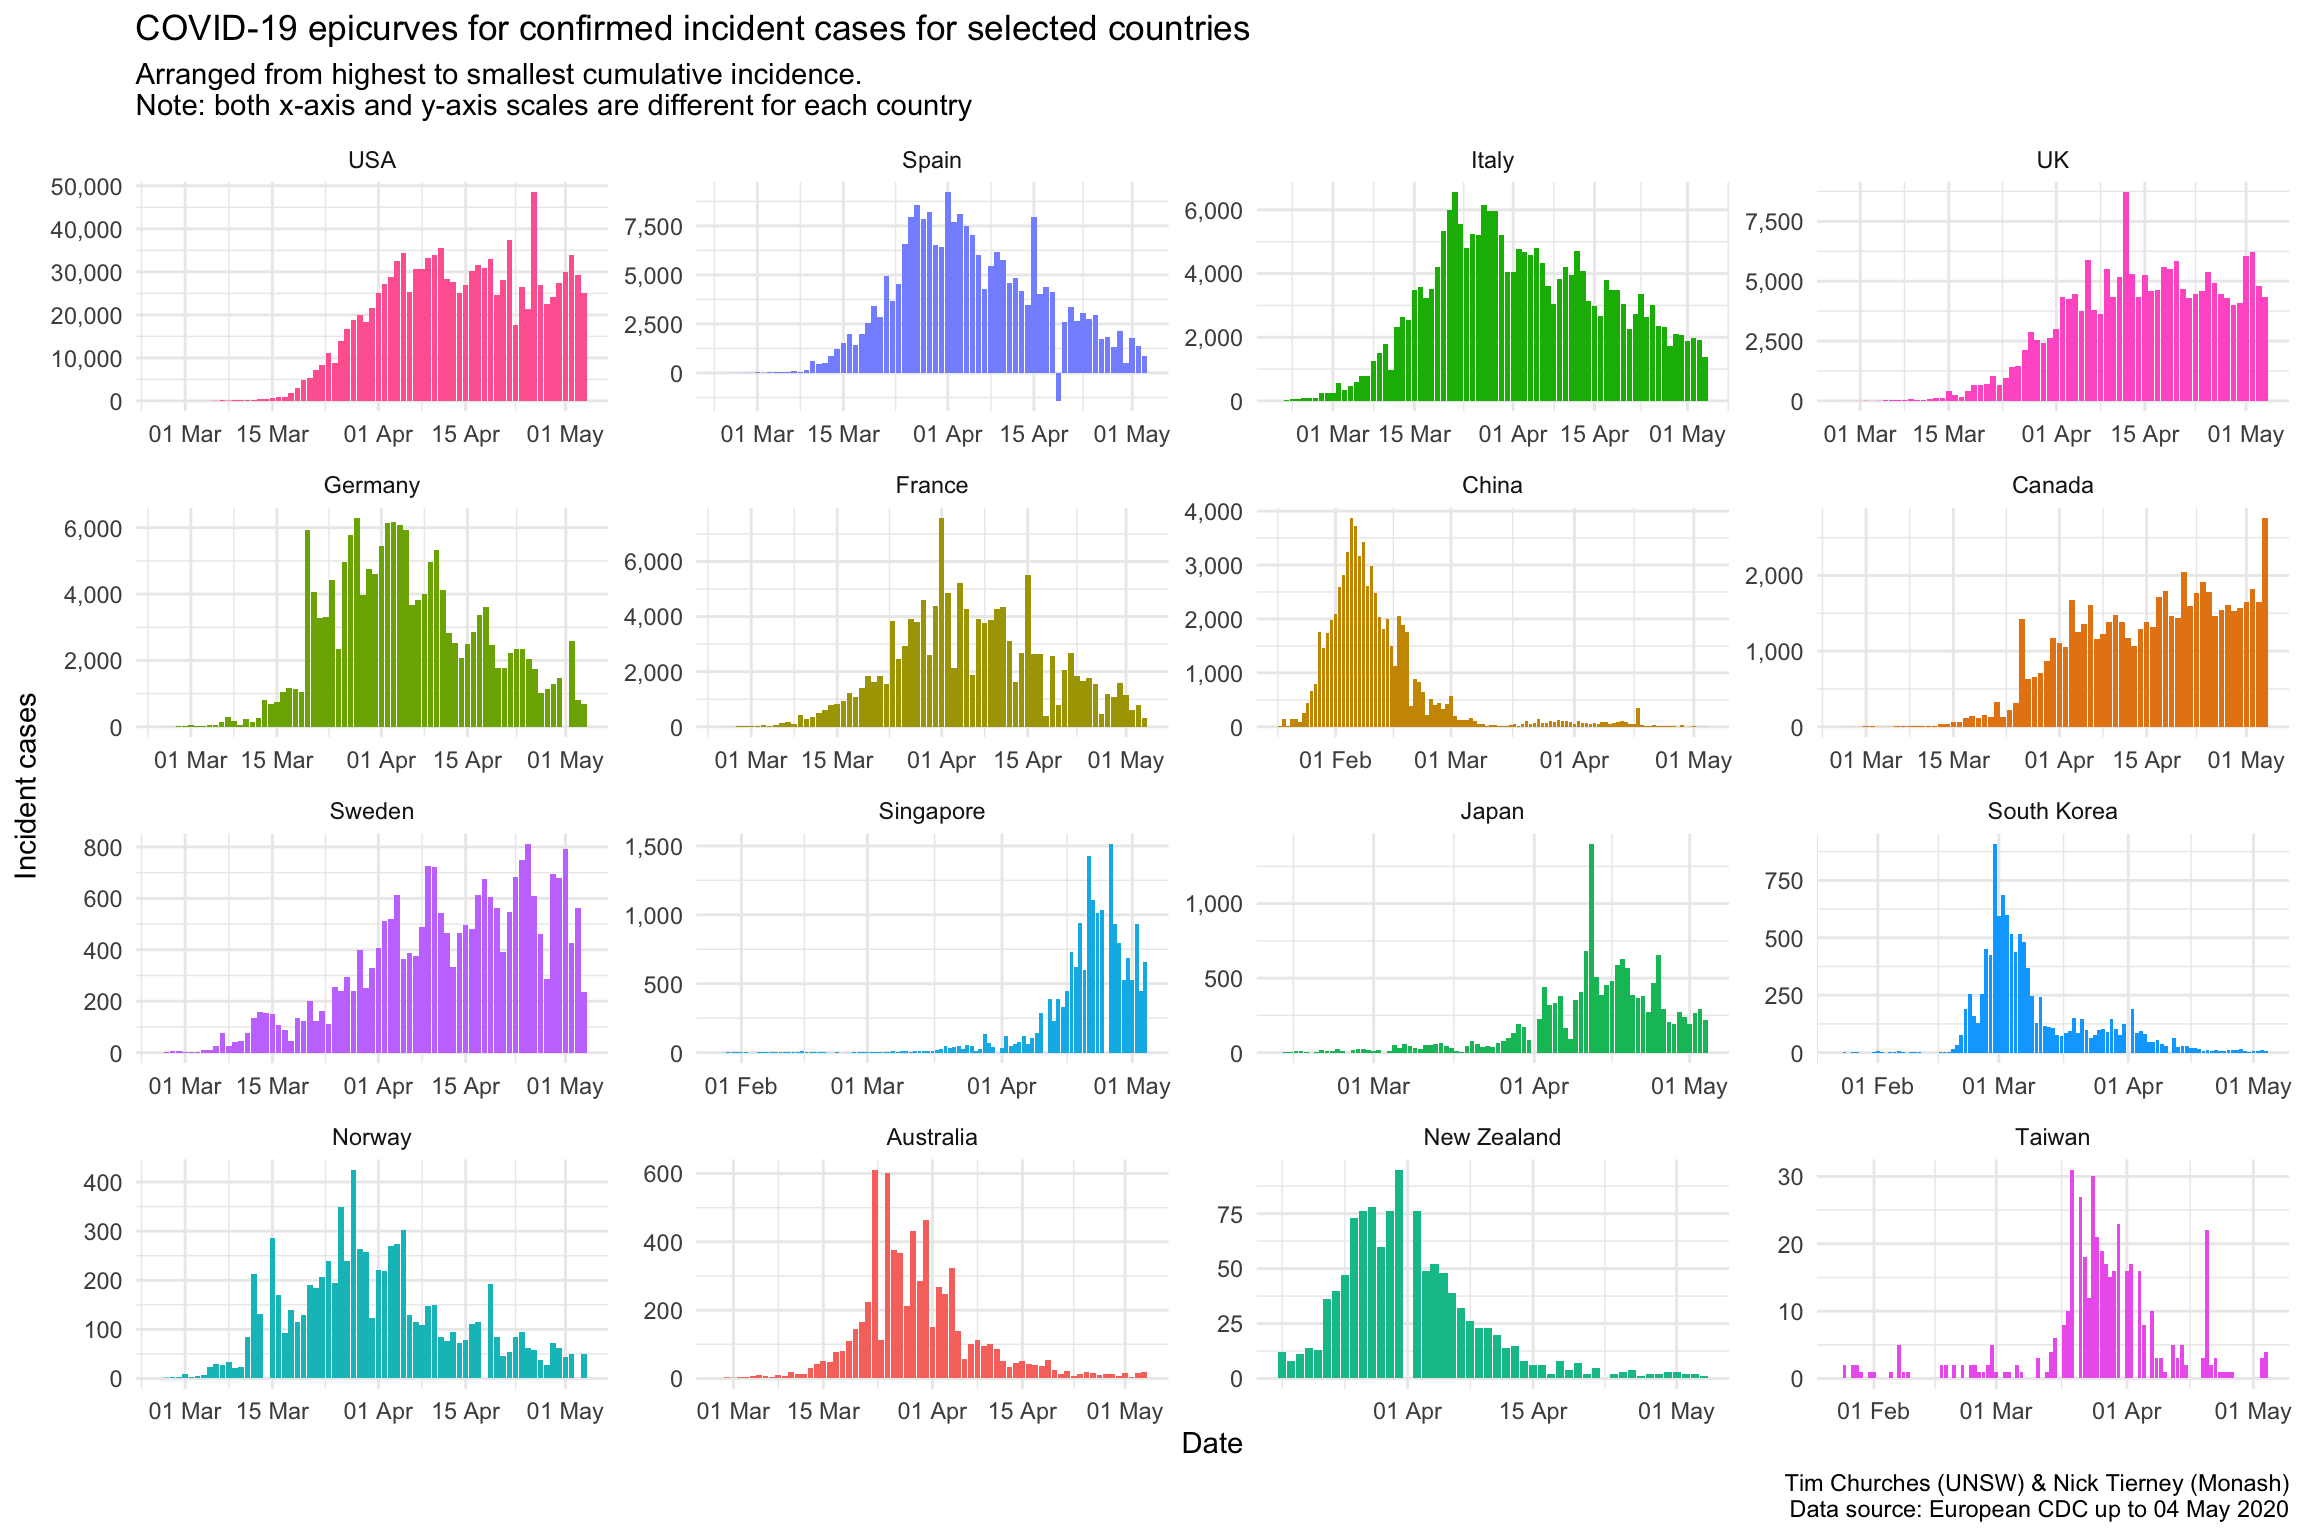 COVID-19 epicurves for confirmed incident cases for selected countries
Arranged from highest to smallest cumulative incidence.
Note: both x-axis and y-axis scales are different for each country
USA
50,000
40,000
30,000
20,000
10,000
0
01 Mar 15 Mar 01 Apr 15 Apr 01 May
Spain
7,500
5,000
2,500
0
01 Mar 15 Mar 01 Apr 15 Apr 01 May
Italy
6,000
4,000
2,000
0
01 Mar 15 Mar 01 Apr 15 Apr 01 May
UK
7,500
5,000
2,500
0
01 Mar 15 Mar 01 Apr 15 Apr 01 May
Germany
6,000
4,000
2,000
0
01 Mar 15 Mar 01 Apr 15 Apr 01 May
France
6,000
4,000
2,000
0
01 Mar 15 Mar 01 Apr 15 Apr 01 May
China
4,000
3,000
2,000
1,000
0
01 Feb 01 Mar 01 Apr 01 May
Canada
2,000
1,000
0
01 Mar 15 Mar 01 Apr 15 Apr 01 May
Incident cases
Sweden
800
600
400
200
0
01 Mar 15 Mar 01 Apr 15 Apr 01 May
Singapore
1,500
1,000
500
0
01 Feb 01 Mar 01 Apr 01 May
Japan
1,000
500
0
01 Mar 01 Apr 01 May
South Korea
750
500
250
0
01 Feb 01 Mar 01 Apr 01 May
Norway
400
300
200
100
0
01 Mar 15 Mar 01 Apr 15 Apr 01 May
Australia
600
400
200
0
01 Mar 15 Mar 01 Apr 15 Apr 01 May
New Zealand
75
50
25
0
01 Apr 15 Apr 01 May
Taiwan
30
20
10
0
01 Feb 01 Mar 01 Apr 01 May
Date
Tim Churches (UNSW) & Nick Tierney (Monash)
Data source: European CDC up to 04 May 2020